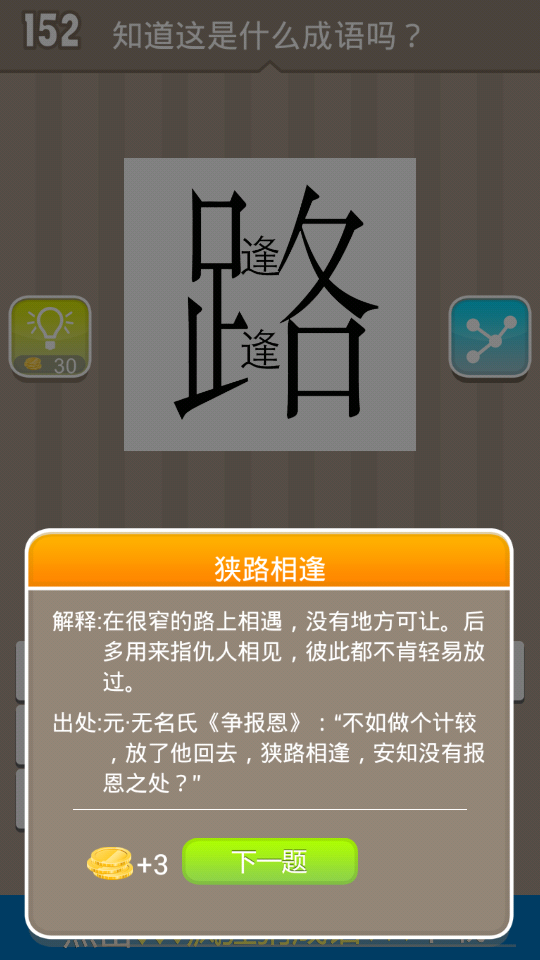 152
知道这是什么成语吗？
路
逢
逢
30
狭路相逢
解释:在很窄的路上相遇，没有地方可让。后
多用来指仇人相见，彼此都不肯轻易放
过。
出处:元·无名氏《争报恩》："不如做个计较
，放了他回去，狭路相逢，安知没有报
恩之处？"
+3
下一题